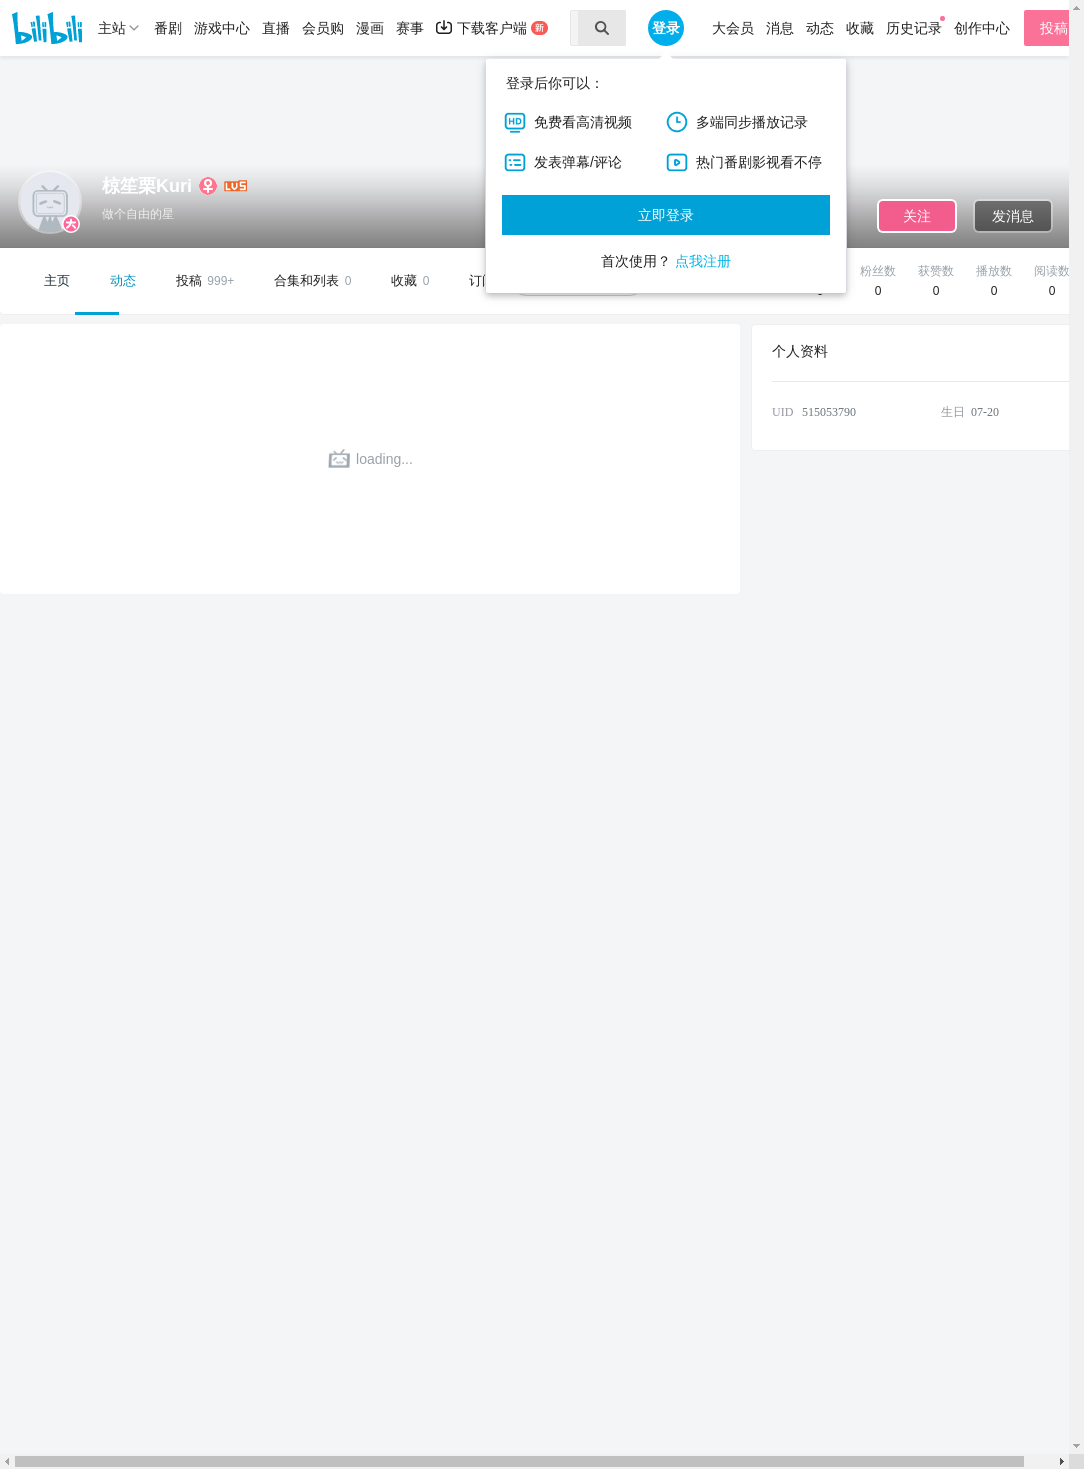 bilibili 主站 番剧 游戏中心 直播 会员购 漫画 赛事 下载客户端 新 登录 大会员 消息 动态 收藏 历史记录 创作中心 投稿
登录后你可以：
HD 免费看高清视频 多端同步播放记录
发表弹幕/评论 热门番剧影视看不停
立即登录
首次使用？ 点我注册
椋笙栗Kuri LV5
大 做个自由的星
关注 发消息
主页 动态 投稿 999+ 合集和列表 0 收藏 0
粉丝数 获赞数 播放数 阅读数
0 0 0 0
loading...
个人资料
UID 515053790 生日 07-20